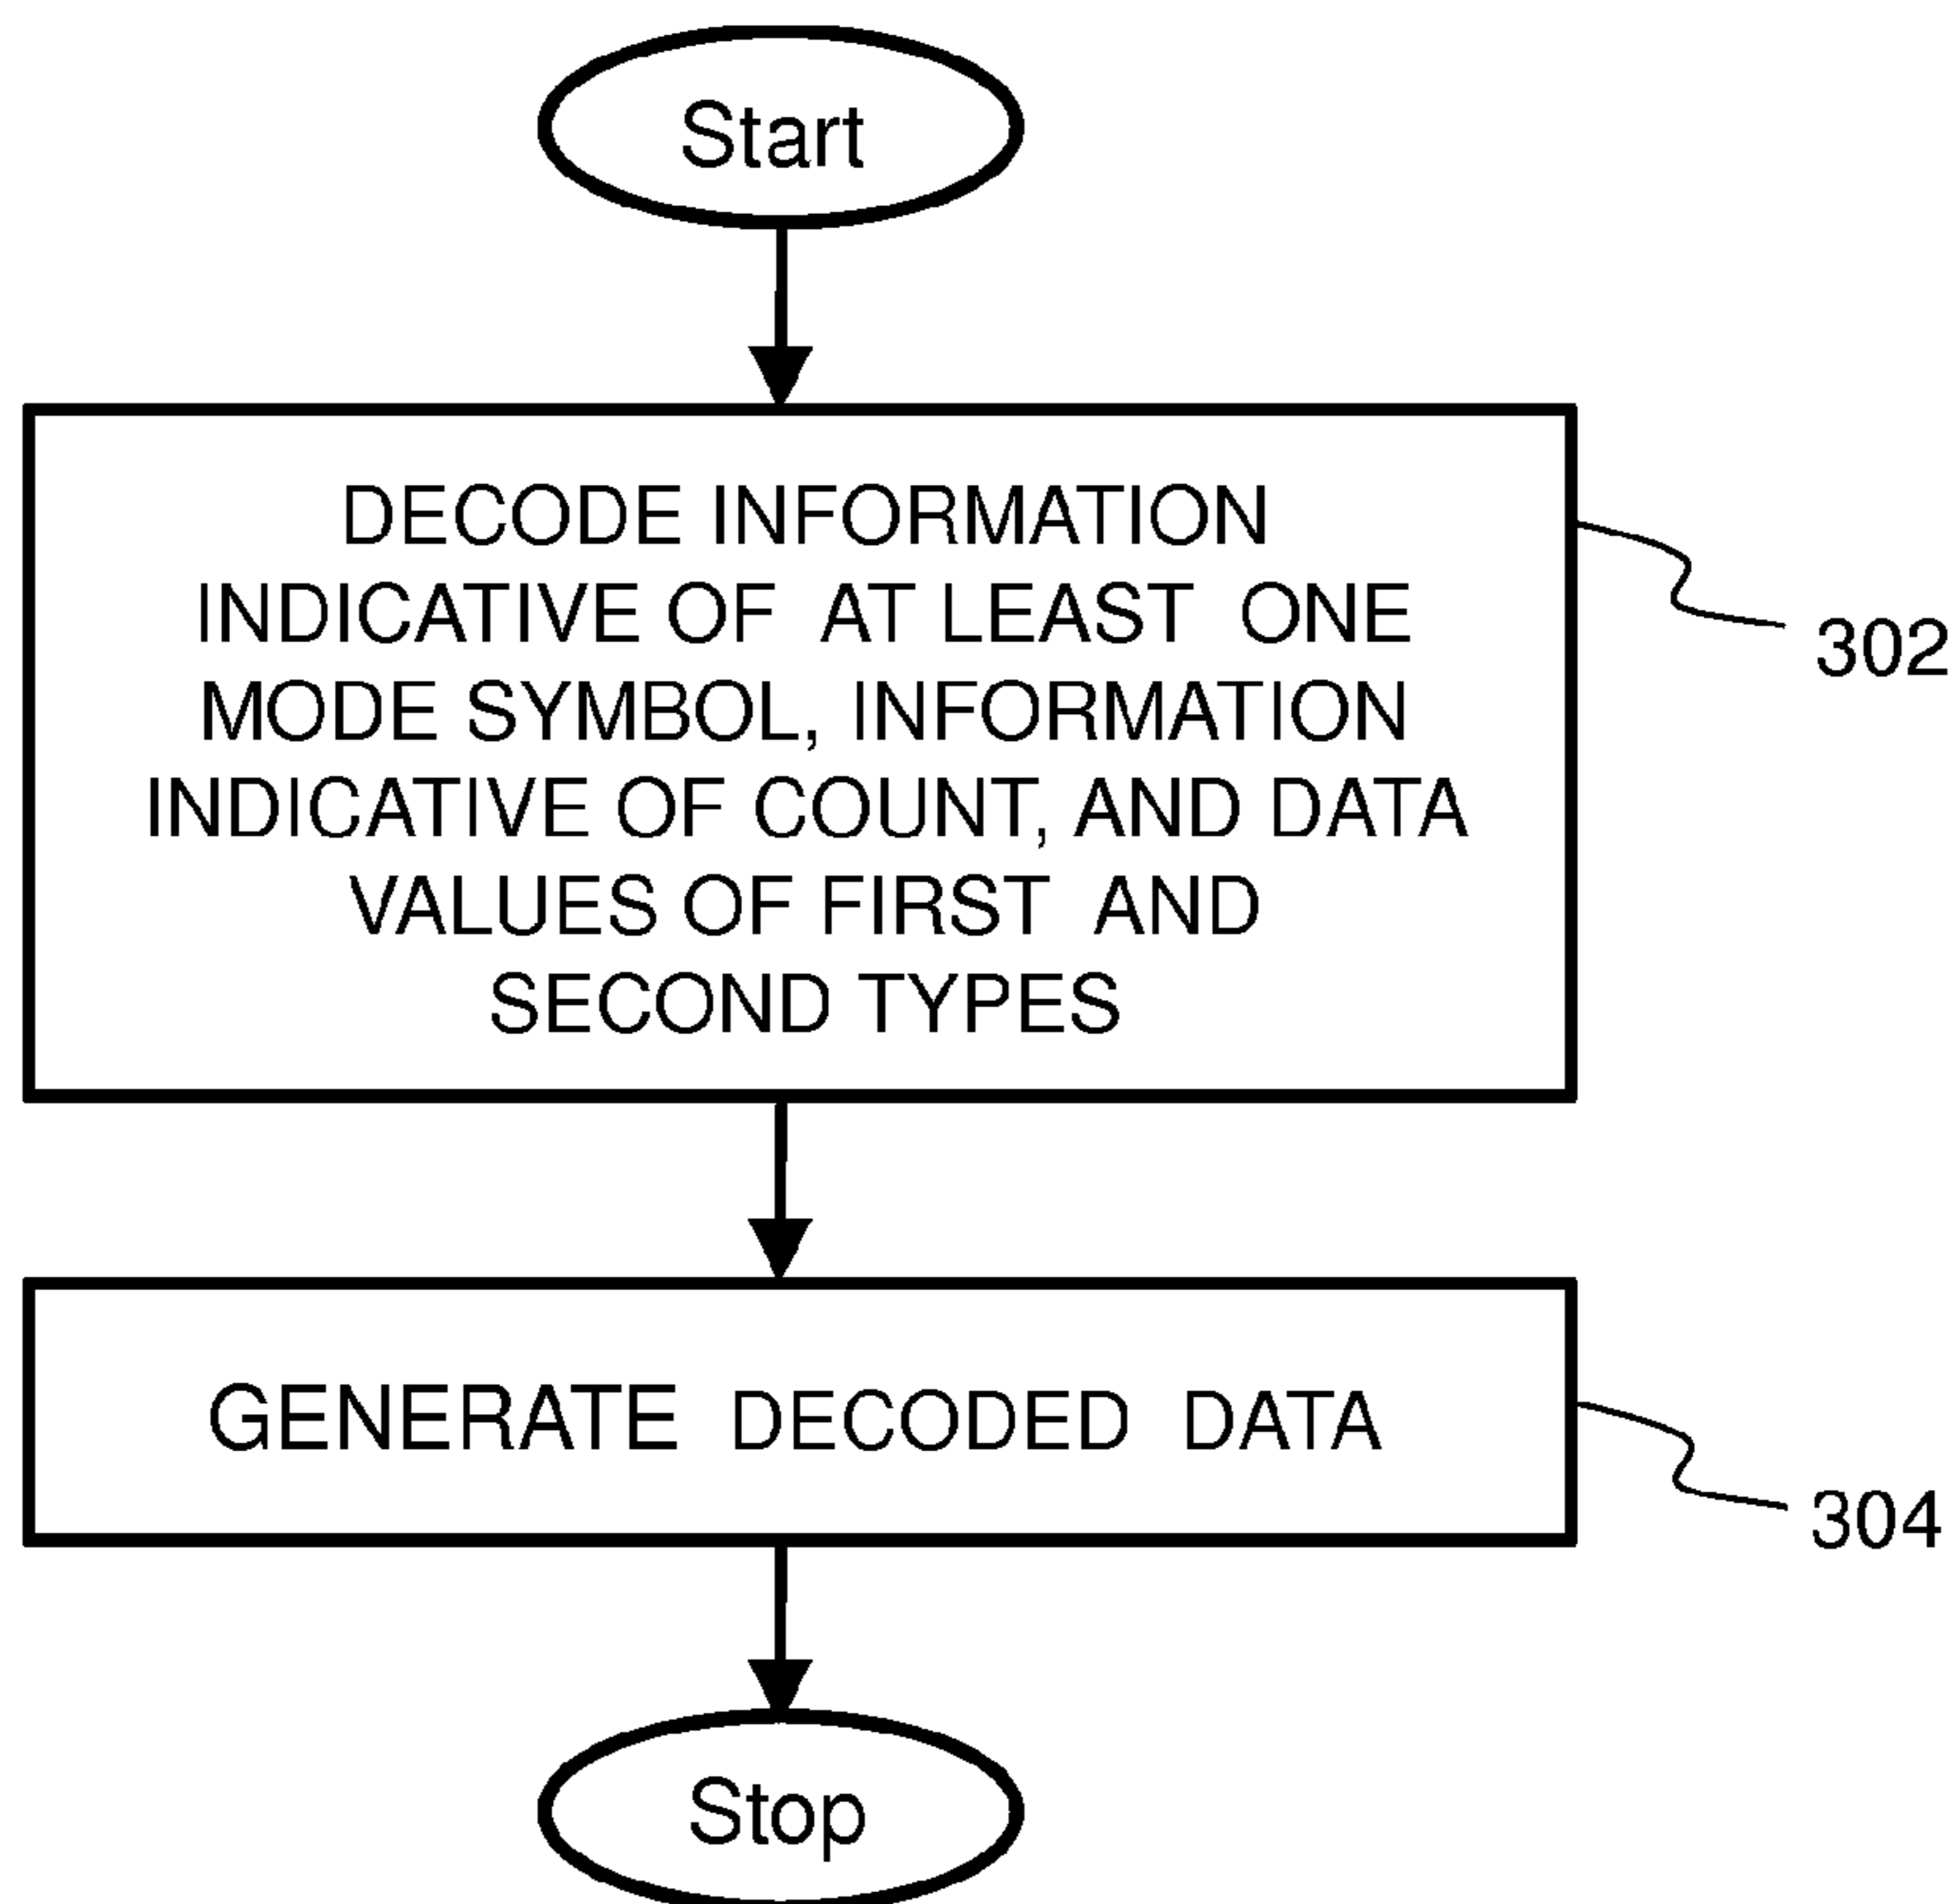 Start
DECODE INFORMATION
INDICATIVE OF AT LEAST ONE
MODE SYMBOL, INFORMATION
INDICATIVE OF COUNT, AND DATA
VALUES OF FIRST AND
SECOND TYPES
302
GENERATE DECODED DATA
304
Stop